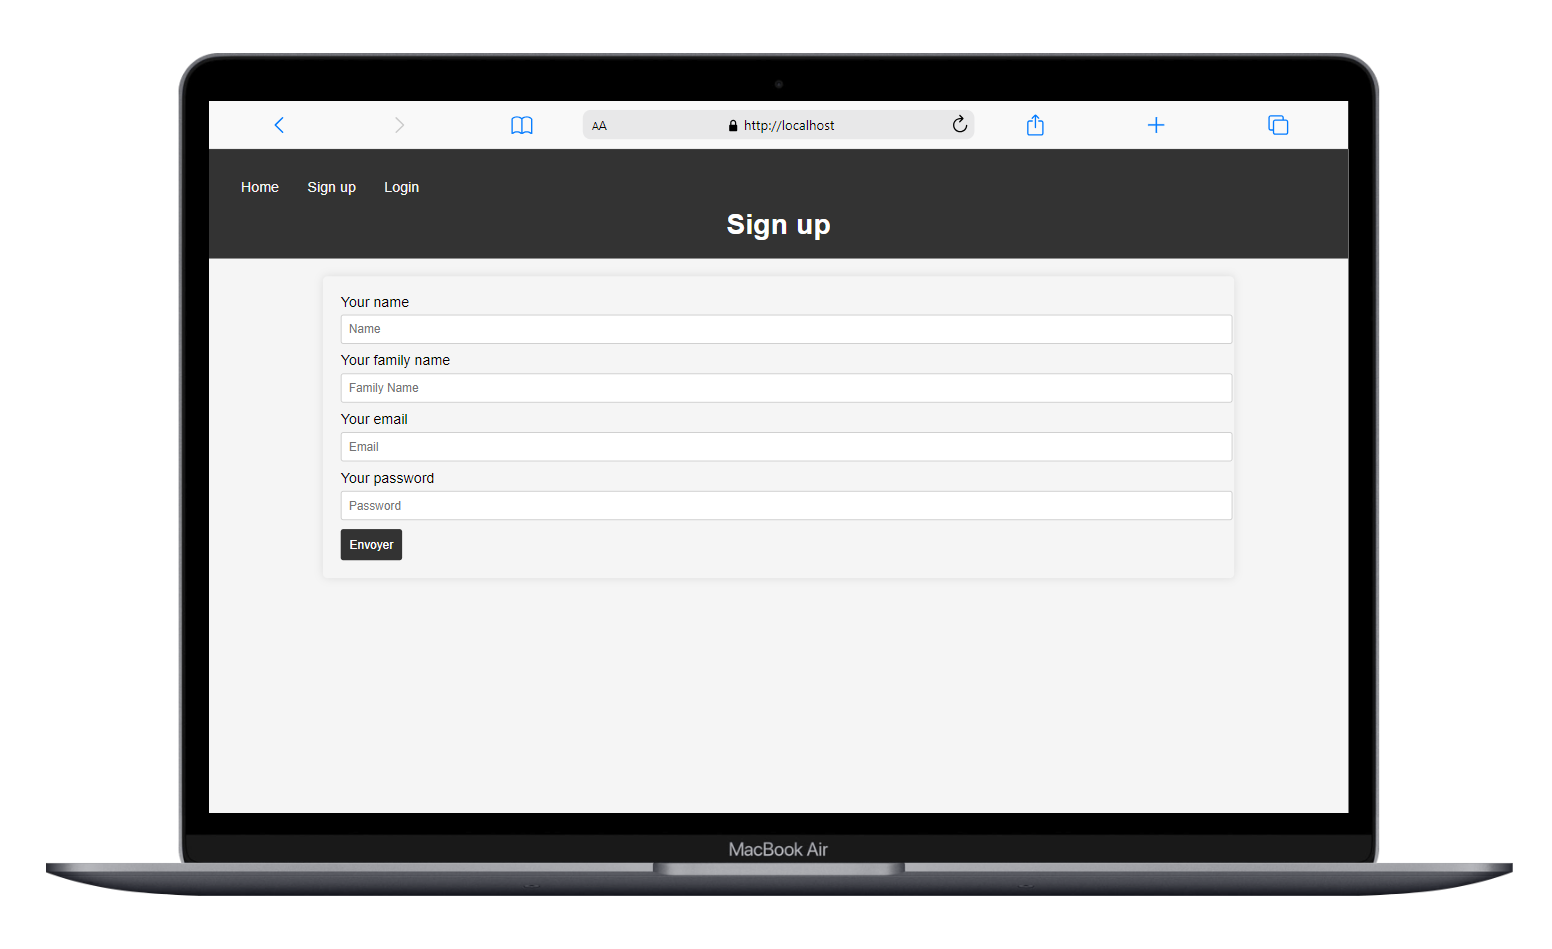 AA http://localhost
Home Sign up Login
Sign up
Your name
Name
Your family name
Family Name
Your email
Email
Your password
Password
Envoyer
MacBook Air